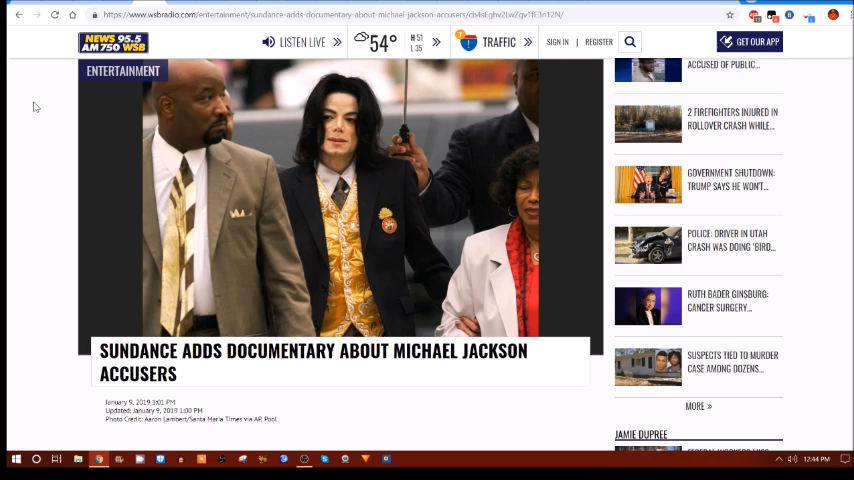 https://www.wsbradio.com/entertainment/sundance-adds-documentary-about-michael-jackson-accusers/cb4sEghv2LwZgv1fE3n12N/
NEWS 95.5
AM 750 WSB
LISTEN LIVE »
54° H 51 L 35 »
TRAFFIC »
SIGN IN | REGISTER
GET OUR APP
ENTERTAINMENT
SUNDANCE ADDS DOCUMENTARY ABOUT MICHAEL JACKSON
ACCUSERS
January 9, 2019 1:01 PM
Updated: January 9, 2019 1:00 PM
Photo Credit: Aaron Lambert/Santa Maria Times via AP, Pool
ACCUSED OF PUBLIC...
2 FIREFIGHTERS INJURED IN
ROLLOVER CRASH WHILE...
GOVERNMENT SHUTDOWN:
TRUMP SAYS HE WON'T...
POLICE: DRIVER IN UTAH
CRASH WAS DOING 'BIRD...
RUTH BADER GINSBURG:
CANCER SURGERY...
SUSPECTS TIED TO MURDER
CASE AMONG DOZENS...
MORE »
JAMIE DUPREE
12:44 PM